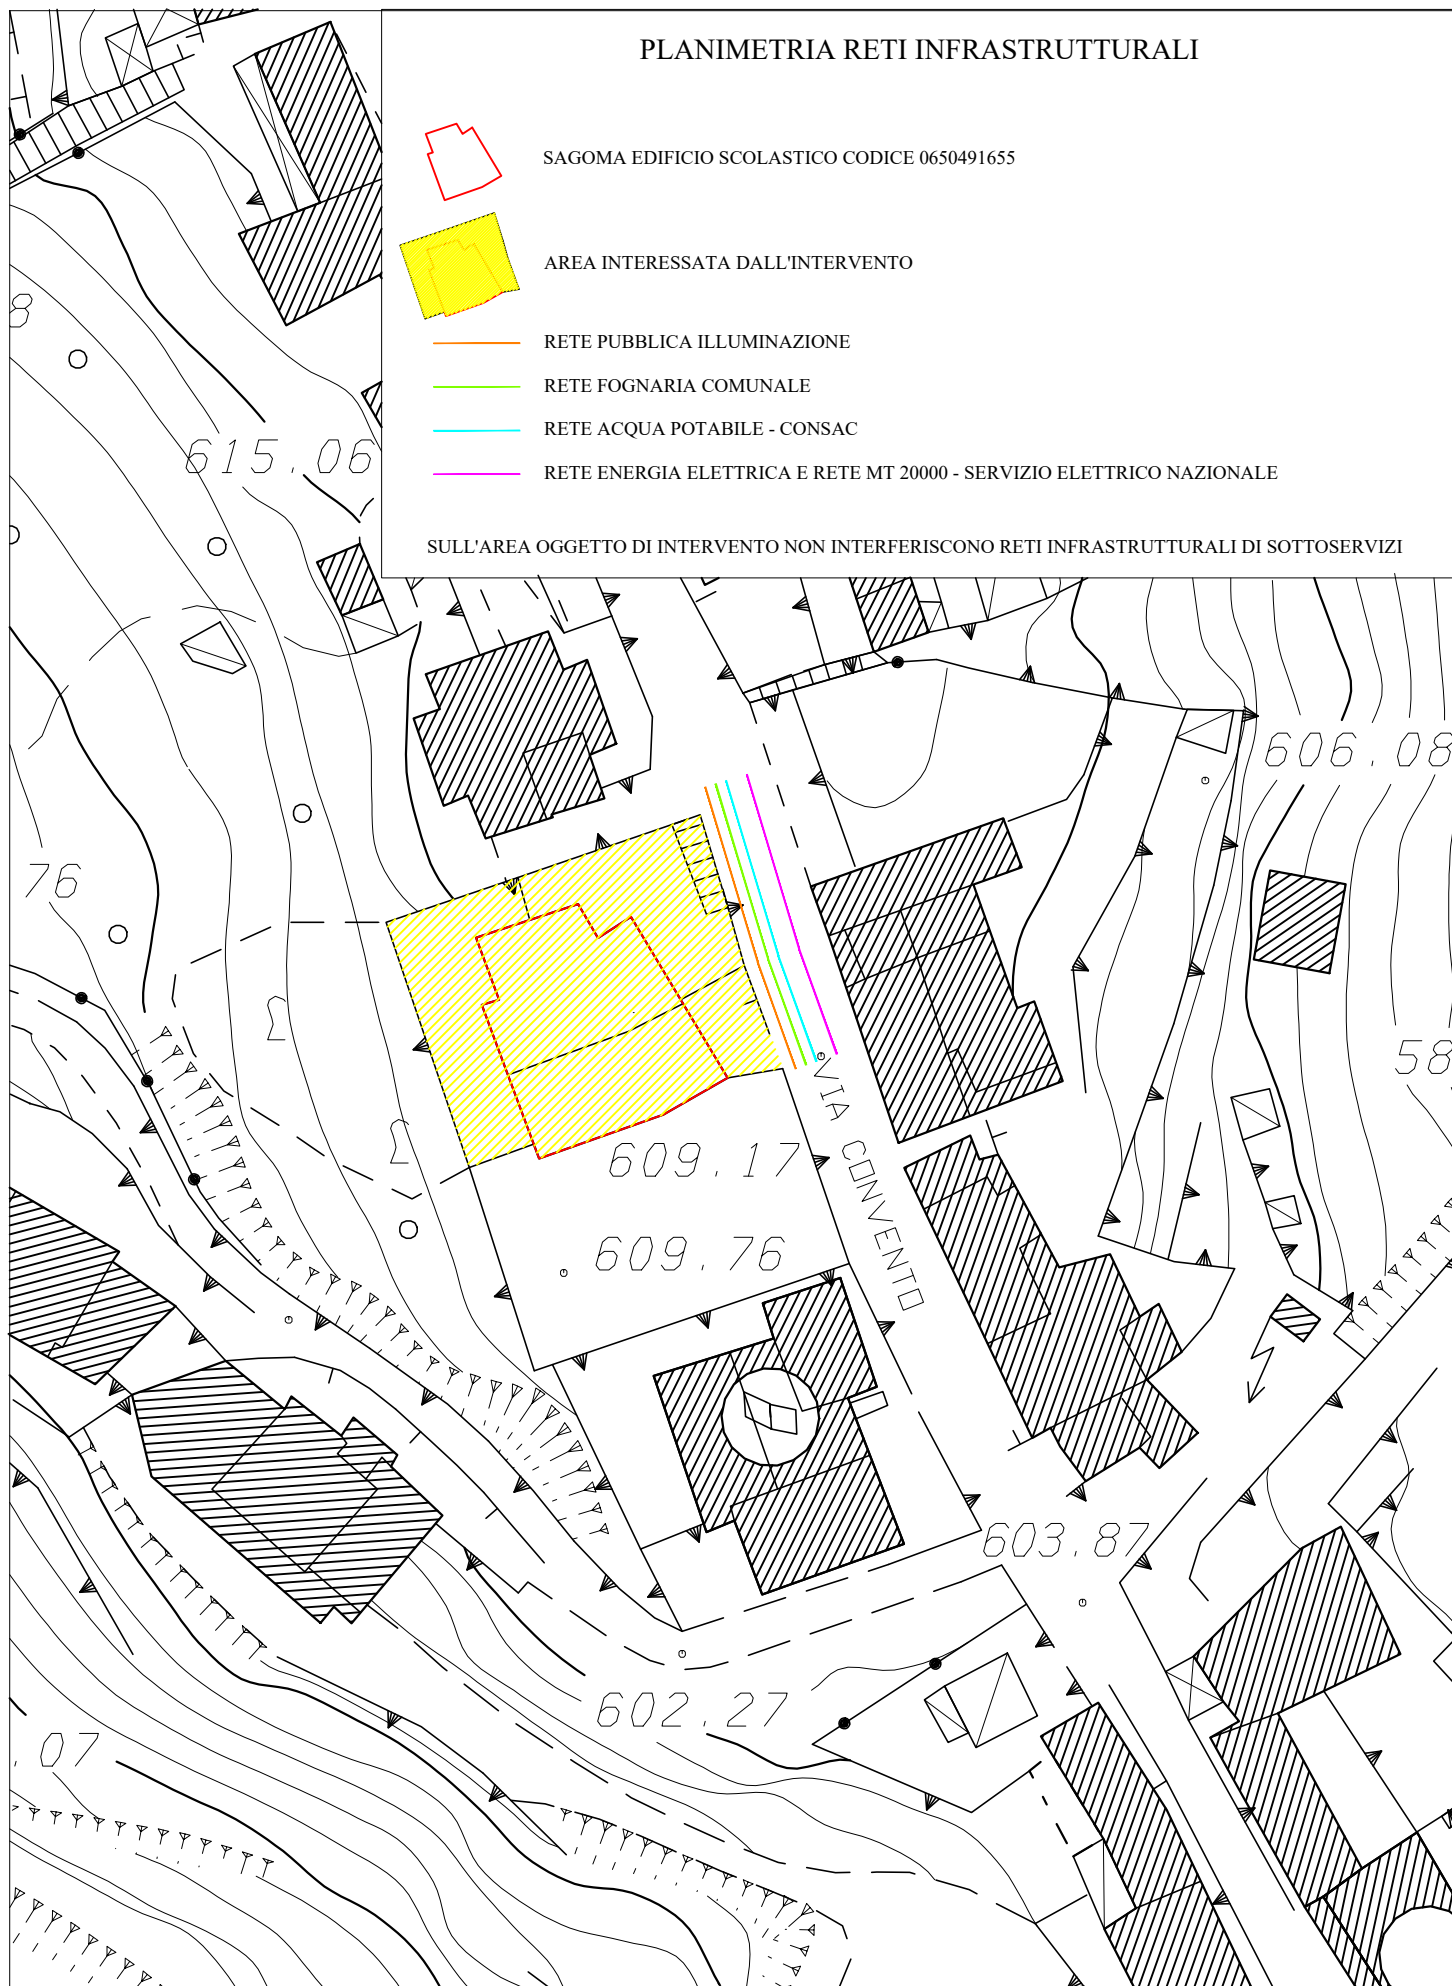 PLANIMETRIA RETI INFRASTRUTTURALI
SAGOMA EDIFICIO SCOLASTICO CODICE 0650491655
AREA INTERESSATA DALL'INTERVENTO
RETE PUBBLICA ILLUMINAZIONE
RETE FOGNARIA COMUNALE
RETE ACQUA POTABILE - CONSAC
RETE ENERGIA ELETTRICA E RETE MT 20000 - SERVIZIO ELETTRICO NAZIONALE
SULL'AREA OGGETTO DI INTERVENTO NON INTERFERISCONO RETI INFRASTRUTTURALI DI SOTTOSERVIZI
8
615.06
606.08
76
58
VIA CONVENTO
609.17
609.76
603.87
602.27
.07